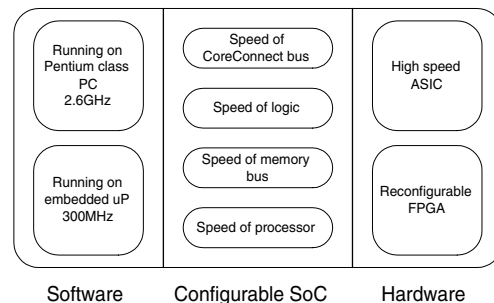 Running on
Pentium class
PC
2.6GHz
Running on
embedded uP
300MHz
Speed of
CoreConnect bus
Speed of logic
Speed of memory
bus
Speed of processor
High speed
ASIC
Reconfigurable
FPGA
Software
Configurable SoC
Hardware